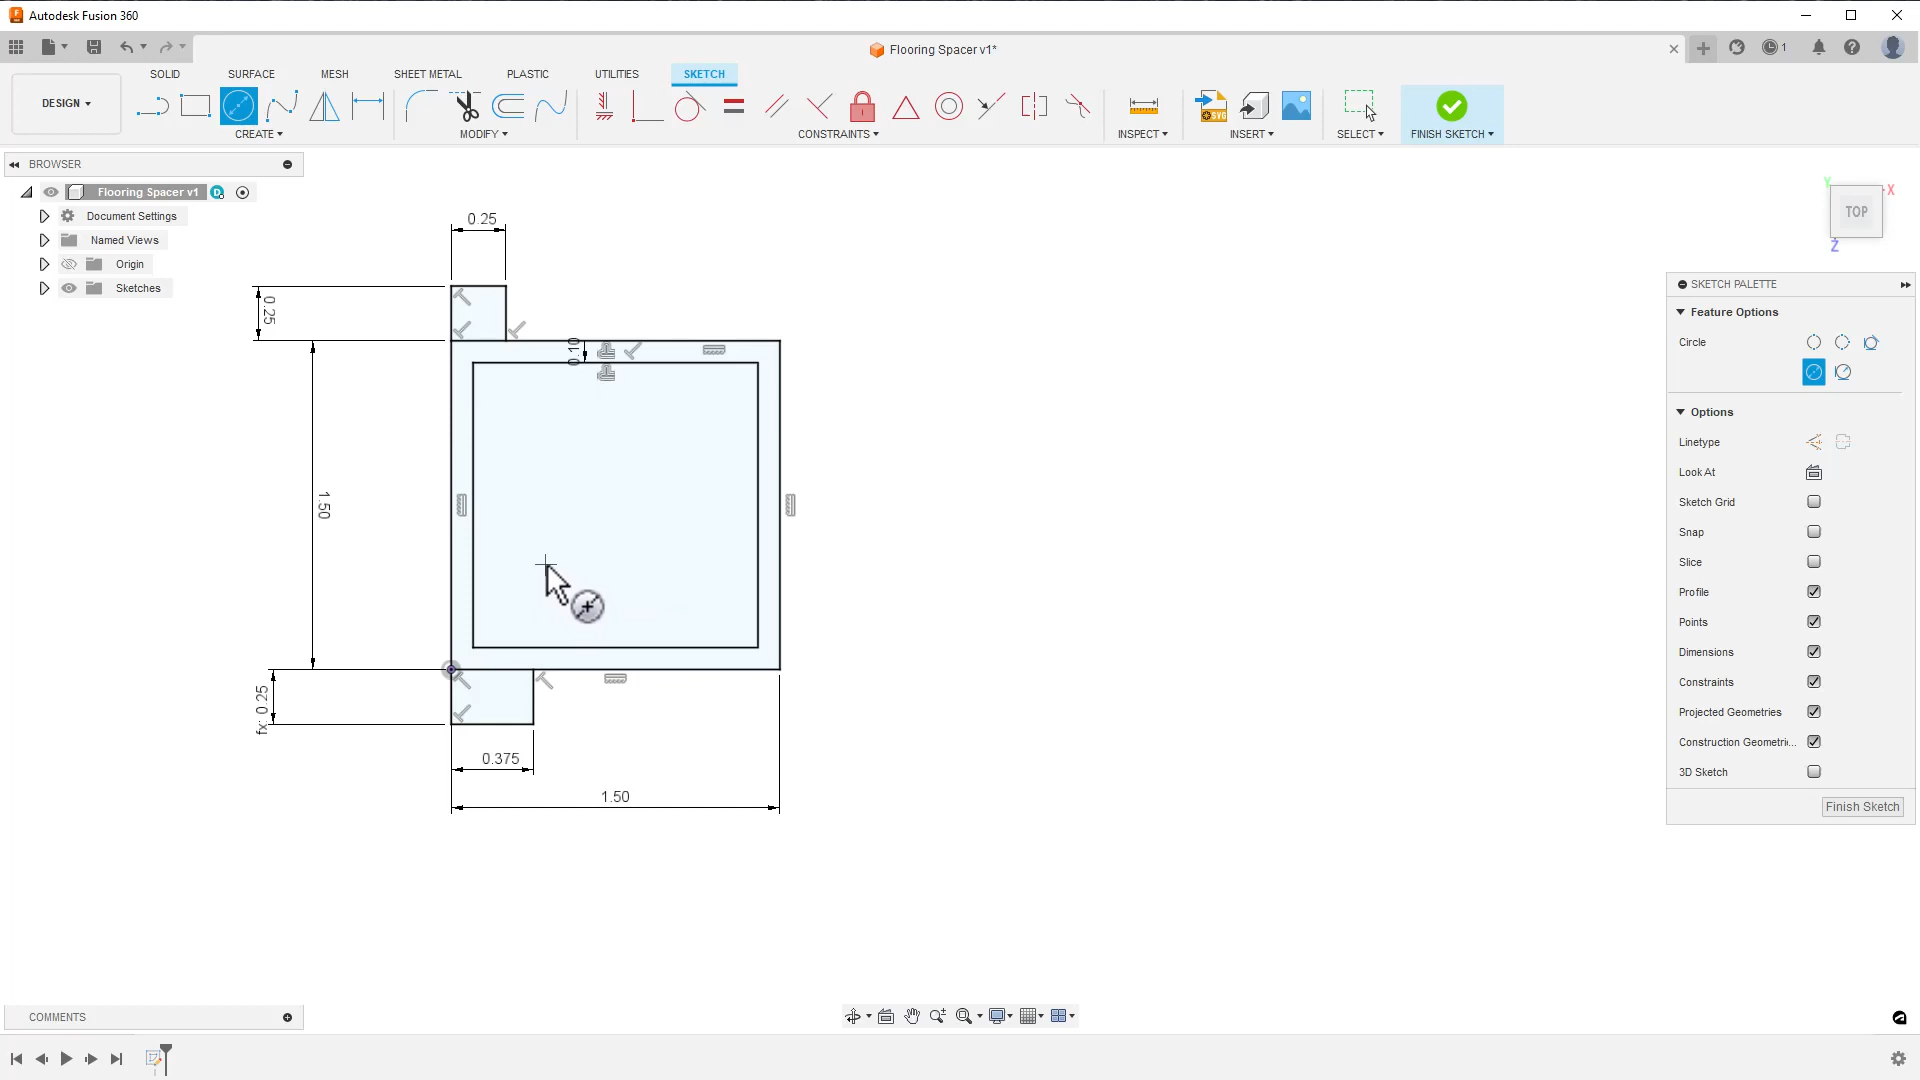 Autodesk Fusion 360
Flooring Spacer v1*
1
DESIGN
SOLID
SURFACE
MESH
SHEET METAL
PLASTIC
UTILITIES
SKETCH
CREATE
MODIFY
CONSTRAINTS
INSPECT
INSERT
SELECT
FINISH SKETCH
SVG
BROWSER
Flooring Spacer v1
D
Document Settings
Named Views
Origin
Sketches
Y
X
TOP
Z
0.25
0.25
0.10
1.50
fx: 0.25
0.375
1.50
SKETCH PALETTE
Feature Options
Circle
Options
Linetype
Look At
Sketch Grid
Snap
Slice
Profile
Points
Dimensions
Constraints
Projected Geometries
Construction Geometri...
3D Sketch
Finish Sketch
COMMENTS